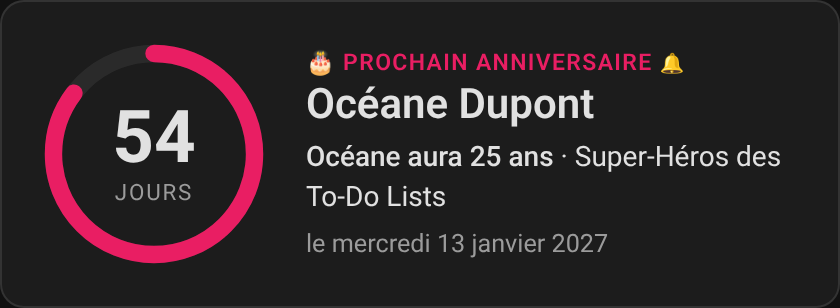 54
JOURS
🎂 PROCHAIN ANNIVERSAIRE 🔔
Océane Dupont
Océane aura 25 ans · Super-Héros des
To-Do Lists
le mercredi 13 janvier 2027